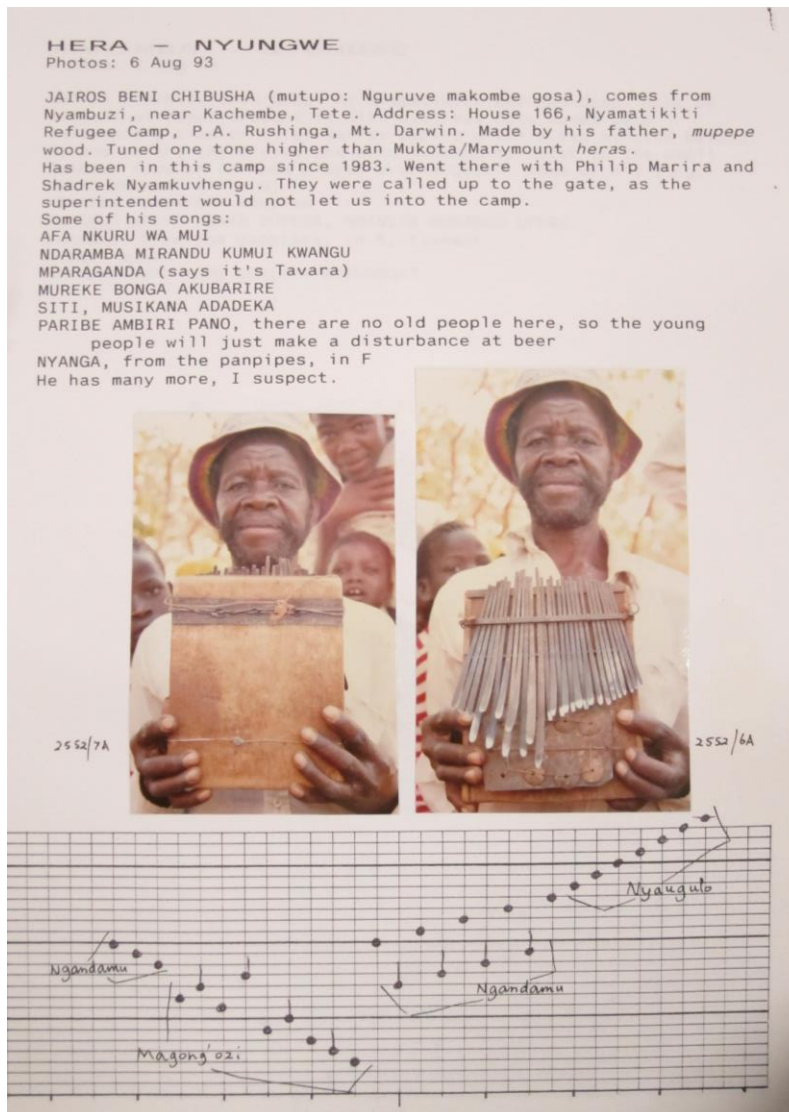 HERA — NYUNGWE
Photos: 6 Aug 93
JAIROS BENI CHIBUSHA (mutupo: Nguruve makombe gosa), comes from
Nyambuzi, near Kachembe, Tete. Address: House 166, Nyamatikiti
Refugee Camp, P.A. Rushinga, Mt. Darwin. Made by his father, mupepe
wood. Tuned one tone higher than Mukota/Marymount heras.
Has been in this camp since 1983. Went there with Philip Marira and
Shadrek Nyamkuvhengu. They were called up to the gate, as the
superintendent would not let us into the camp.
Some of his songs:
AFA NKURU WA MUI
NDARAMBA MIRANDU KUMUI KWANGU
MPARAGANDA (says it's Tavara)
MUREKE BONGA AKUBARIRE
SITI, MUSIKANA ADADEKA
PARIBE AMBIRI PANO, there are no old people here, so the young
people will just make a disturbance at beer
NYANGA, from the panpipes, in F
He has many more, I suspect.
25S2/7A
25S2/6A
Nyaugulo
Ngandamu
Ngandamu
Magong'ozi